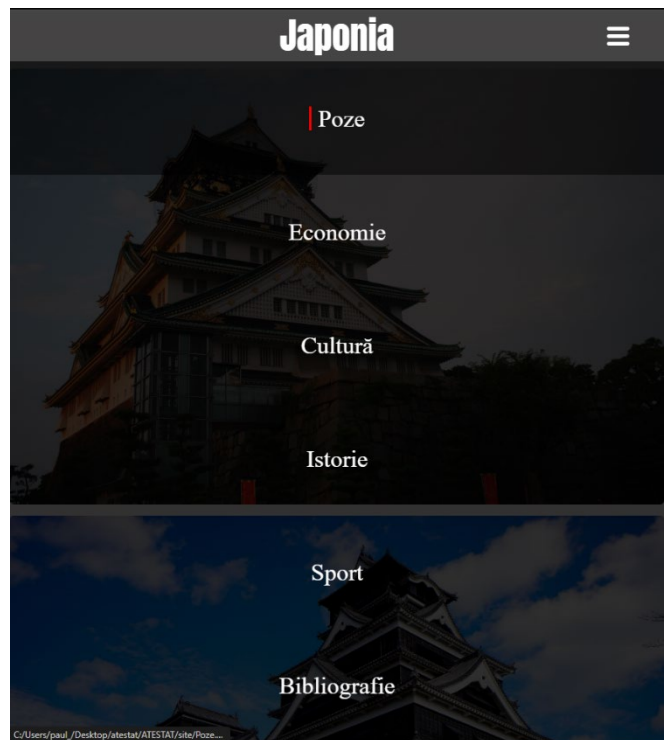 Japonia
Poze
Economie
Cultură
Istorie
Sport
Bibliografie
C:/Users/paul_/Desktop/atestat/ATESTAT/site/Poze....